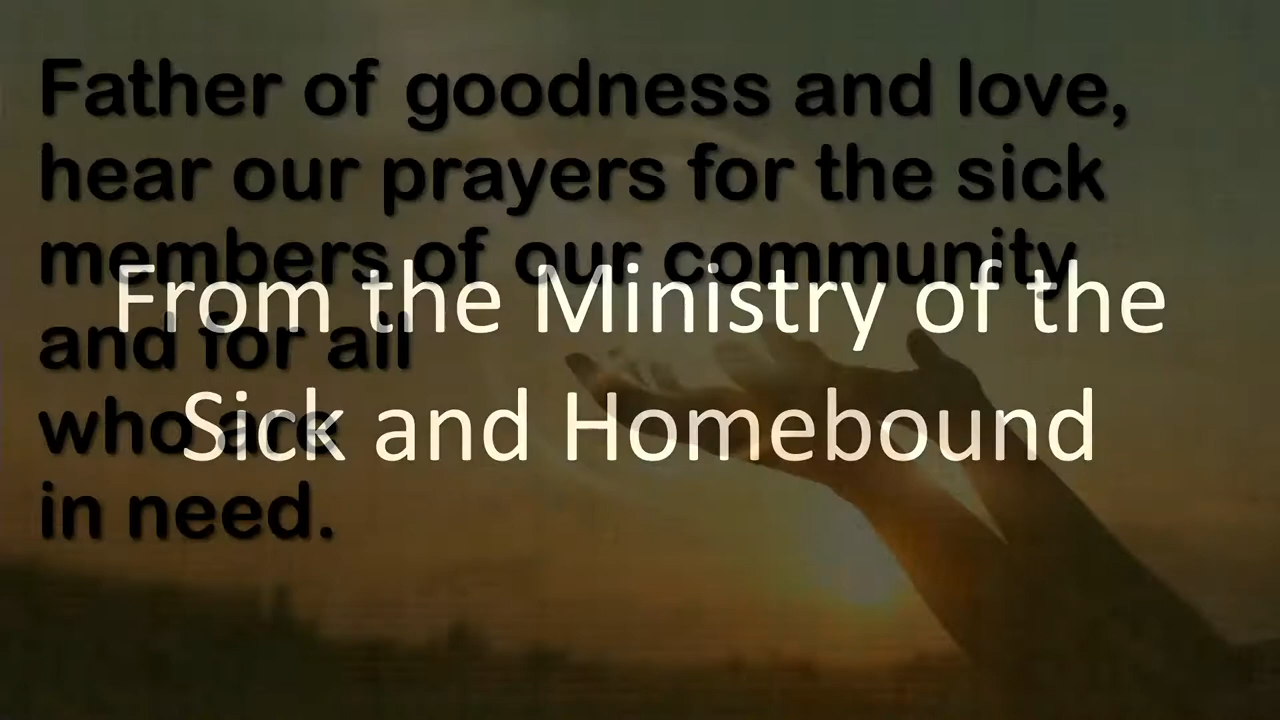 Father of goodness and love,
hear our prayers for the sick
members of our community
and for all
who are
in need.
From the Ministry of the
Sick and Homebound